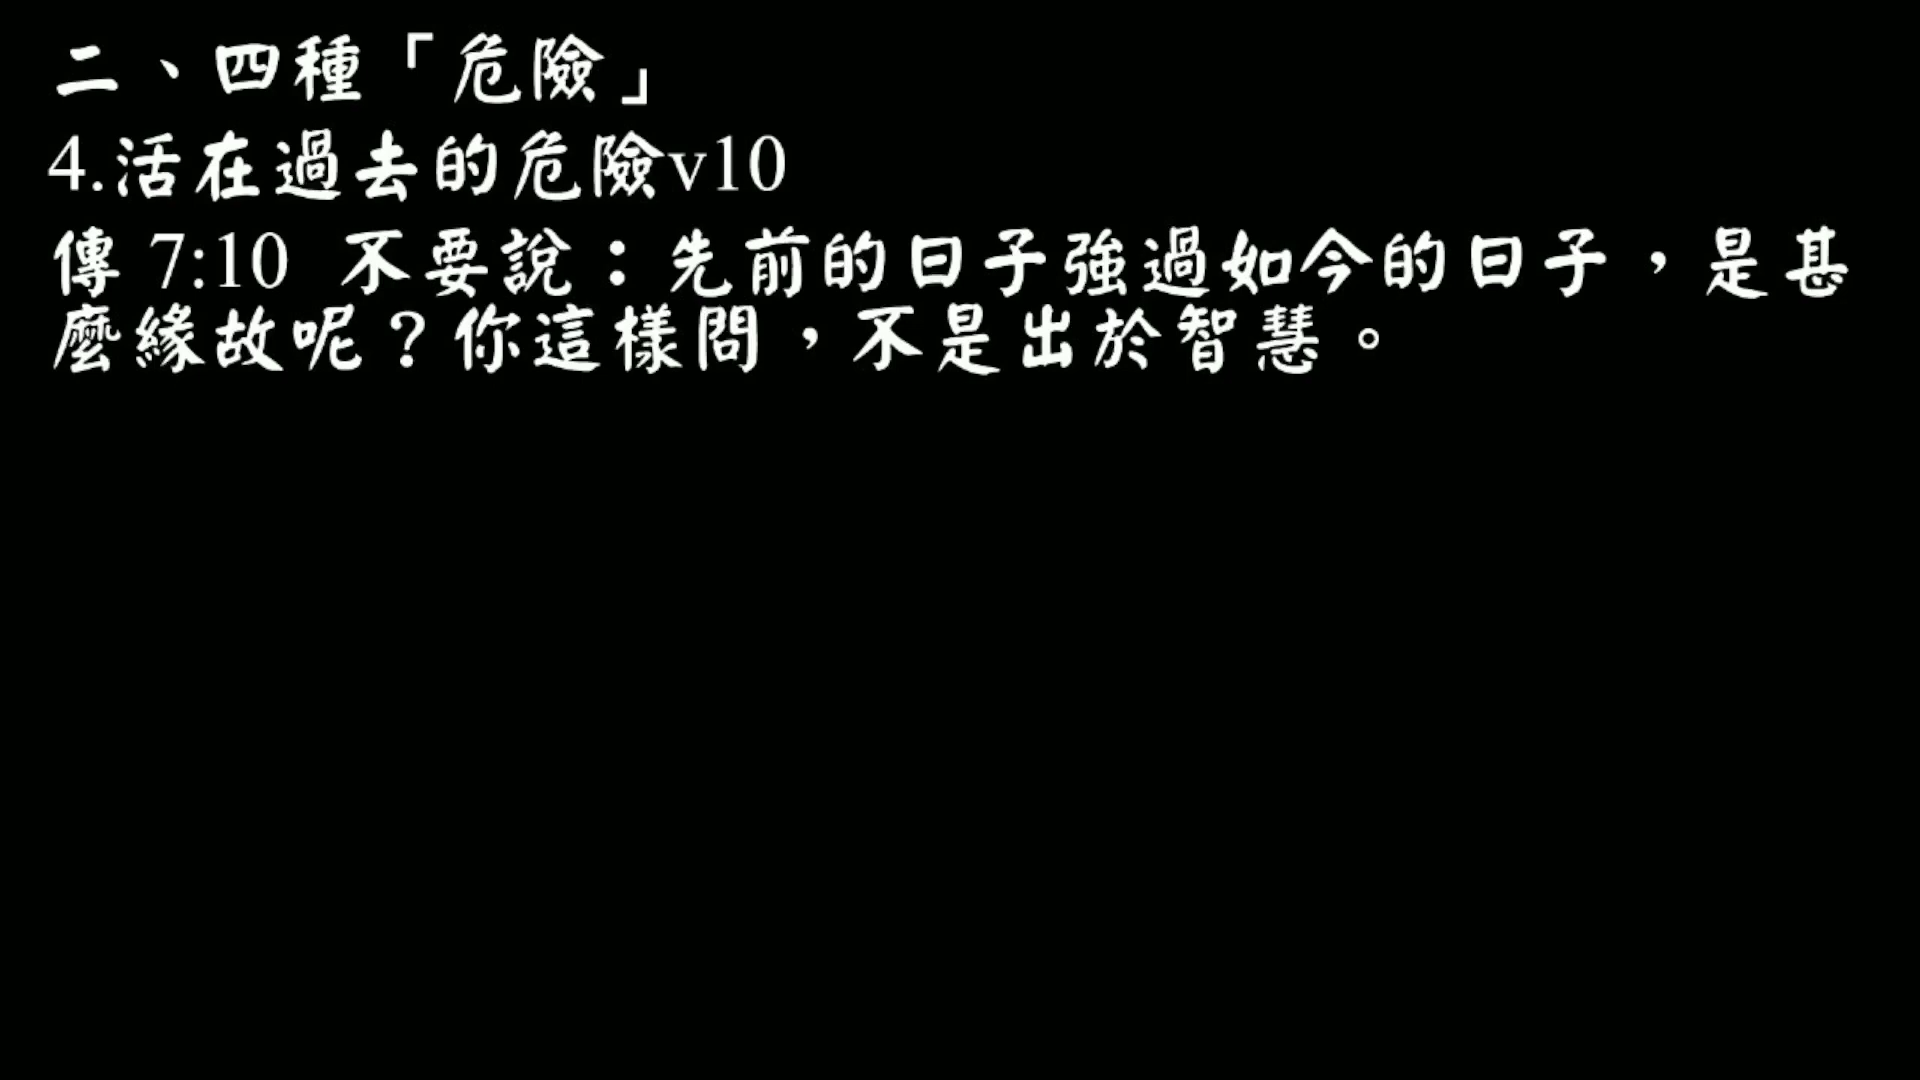 二、四種「危險」
4.活在過去的危險v10
傳 7:10 不要說：先前的日子強過如今的日子，是甚
麼緣故呢？你這樣問，不是出於智慧。